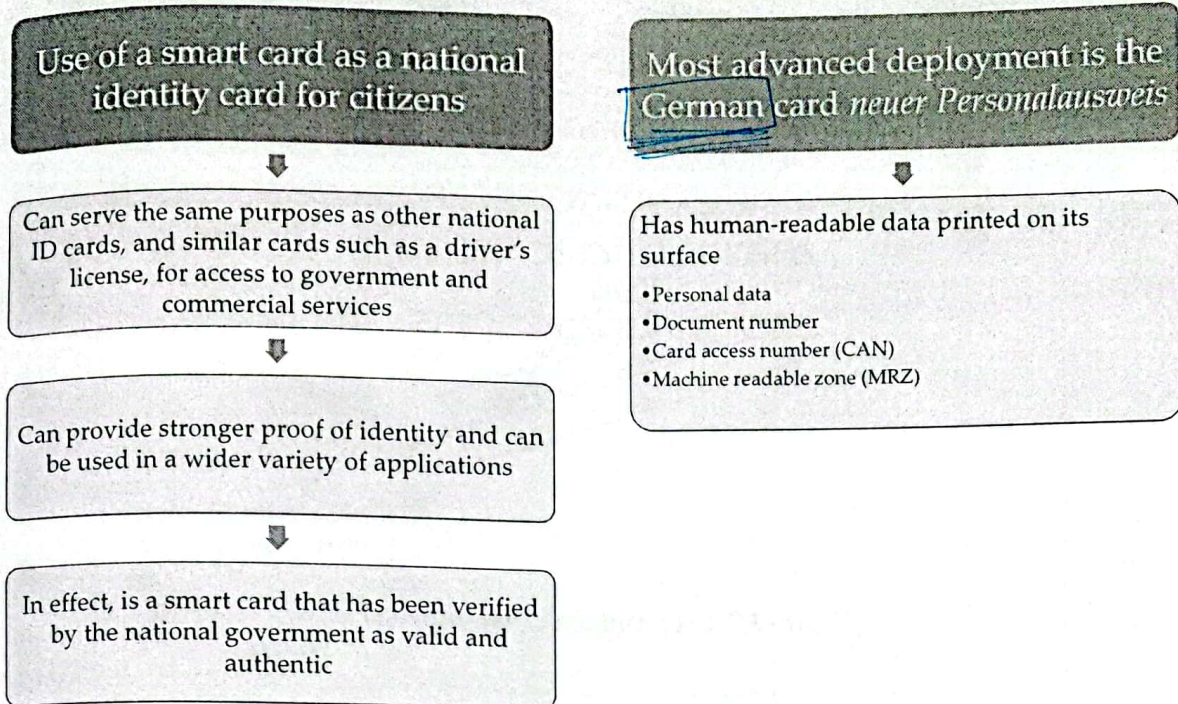 Use of a smart card as a national
identity card for citizens
Can serve the same purposes as other national
ID cards, and similar cards such as a driver's
license, for access to government and
commercial services
Can provide stronger proof of identity and can
be used in a wider variety of applications
In effect, is a smart card that has been verified
by the national government as valid and
authentic
Most advanced deployment is the
German card neuer Personalausweis
Has human-readable data printed on its
surface
•Personal data
•Document number
•Card access number (CAN)
•Machine readable zone (MRZ)